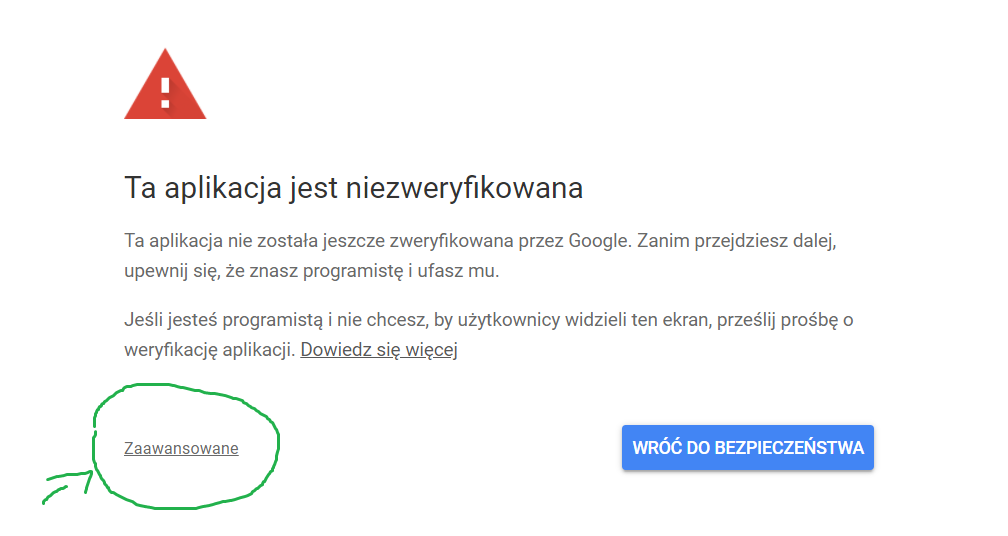 Ta aplikacja jest niezweryfikowana
Ta aplikacja nie została jeszcze zweryfikowana przez Google. Zanim przejdziesz dalej,
upewnij się, że znasz programistę i ufasz mu.
Jeśli jesteś programistą i nie chcesz, by użytkownicy widzieli ten ekran, prześlij prośbę o
weryfikację aplikacji. Dowiedz się więcej
Zaawansowane
WRÓĆ DO BEZPIECZEŃSTWA